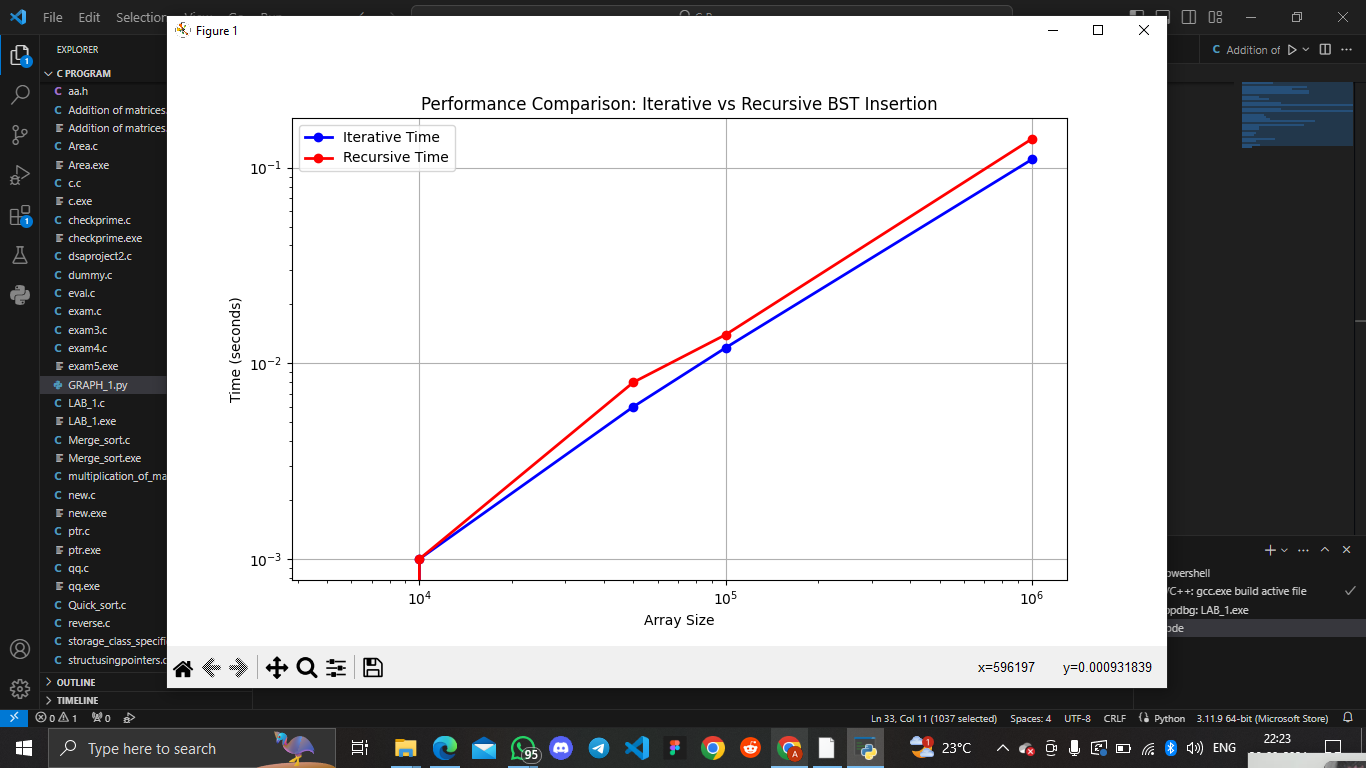 File Edit Selection
Figure 1
EXPLORER
C PROGRAM
aa.h
Addition of matrices.
Addition of matrices.
Area.c
Area.exe
c.c
c.exe
checkprime.c
checkprime.exe
dsaproject2.c
dummy.c
eval.c
exam.c
exam3.c
exam4.c
exam5.exe
GRAPH_1.py
LAB_1.c
LAB_1.exe
Merge_sort.c
Merge_sort.exe
multiplication_of_ma
new.c
new.exe
ptr.c
ptr.exe
qq.c
qq.exe
Quick_sort.c
reverse.c
storage_class_specifi
structusingpointers.c
OUTLINE
TIMELINE
Performance Comparison: Iterative vs Recursive BST Insertion
Iterative Time
Recursive Time
Time (seconds)
10⁻¹
10⁻²
10⁻³
10⁴ 10⁵ 10⁶
Array Size
x=596197 y=0.000931839
Addition of
owershell
/C++: gcc.exe build active file
ppdbg: LAB_1.exe
ode
0 1 0
Ln 33, Col 11 (1037 selected) Spaces: 4 UTF-8 CRLF Python 3.11.9 64-bit (Microsoft Store)
Type here to search
95
1
23°C
ENG
22:23